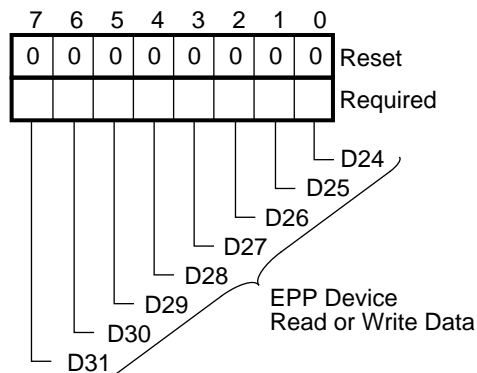 7 6 5 4 3 2 1 0
0 0 0 0 0 0 0 0 Reset
Required
D24
D25
D26
D27
D28
D29
D30
D31
EPP Device
Read or Write Data